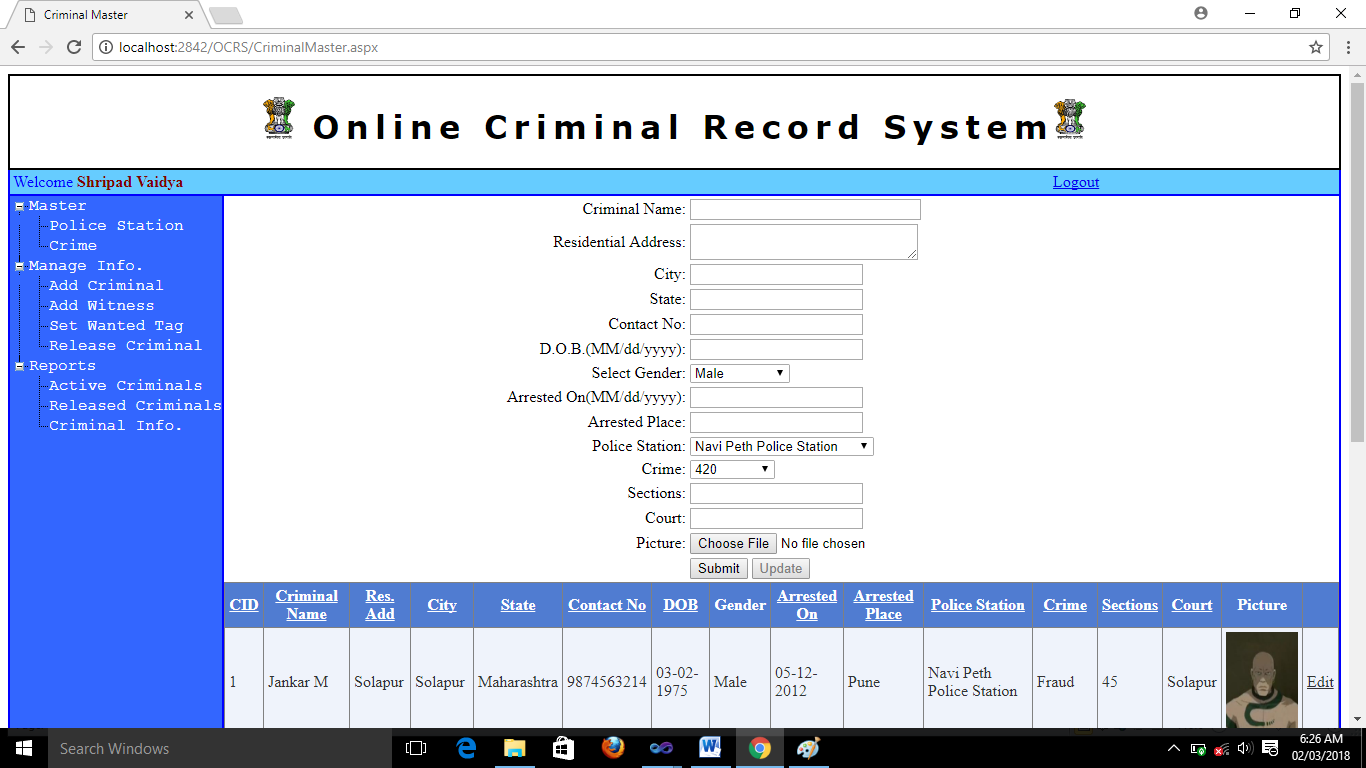 Criminal Master
localhost:2842/OCRS/CriminalMaster.aspx
Online Criminal Record System
Welcome Shripad Vaidya
Logout
Master
Police Station
Crime
Manage Info.
Add Criminal
Add Witness
Set Wanted Tag
Release Criminal
Reports
Active Criminals
Released Criminals
Criminal Info.
Criminal Name:
Residential Address:
City:
State:
Contact No:
D.O.B.(MM/dd/yyyy):
Select Gender: Male
Arrested On(MM/dd/yyyy):
Arrested Place:
Police Station: Navi Peth Police Station
Crime: 420
Sections:
Court:
Picture: Choose File No file chosen
Submit Update
CID Criminal Name Res. Add City State Contact No DOB Gender Arrested On Arrested Place Police Station Crime Sections Court Picture
1 Jankar M Solapur Solapur Maharashtra 9874563214 03-02-1975 Male 05-12-2012 Pune Navi Peth Police Station Fraud 45 Solapur Edit
Search Windows
6:26 AM
02/03/2018